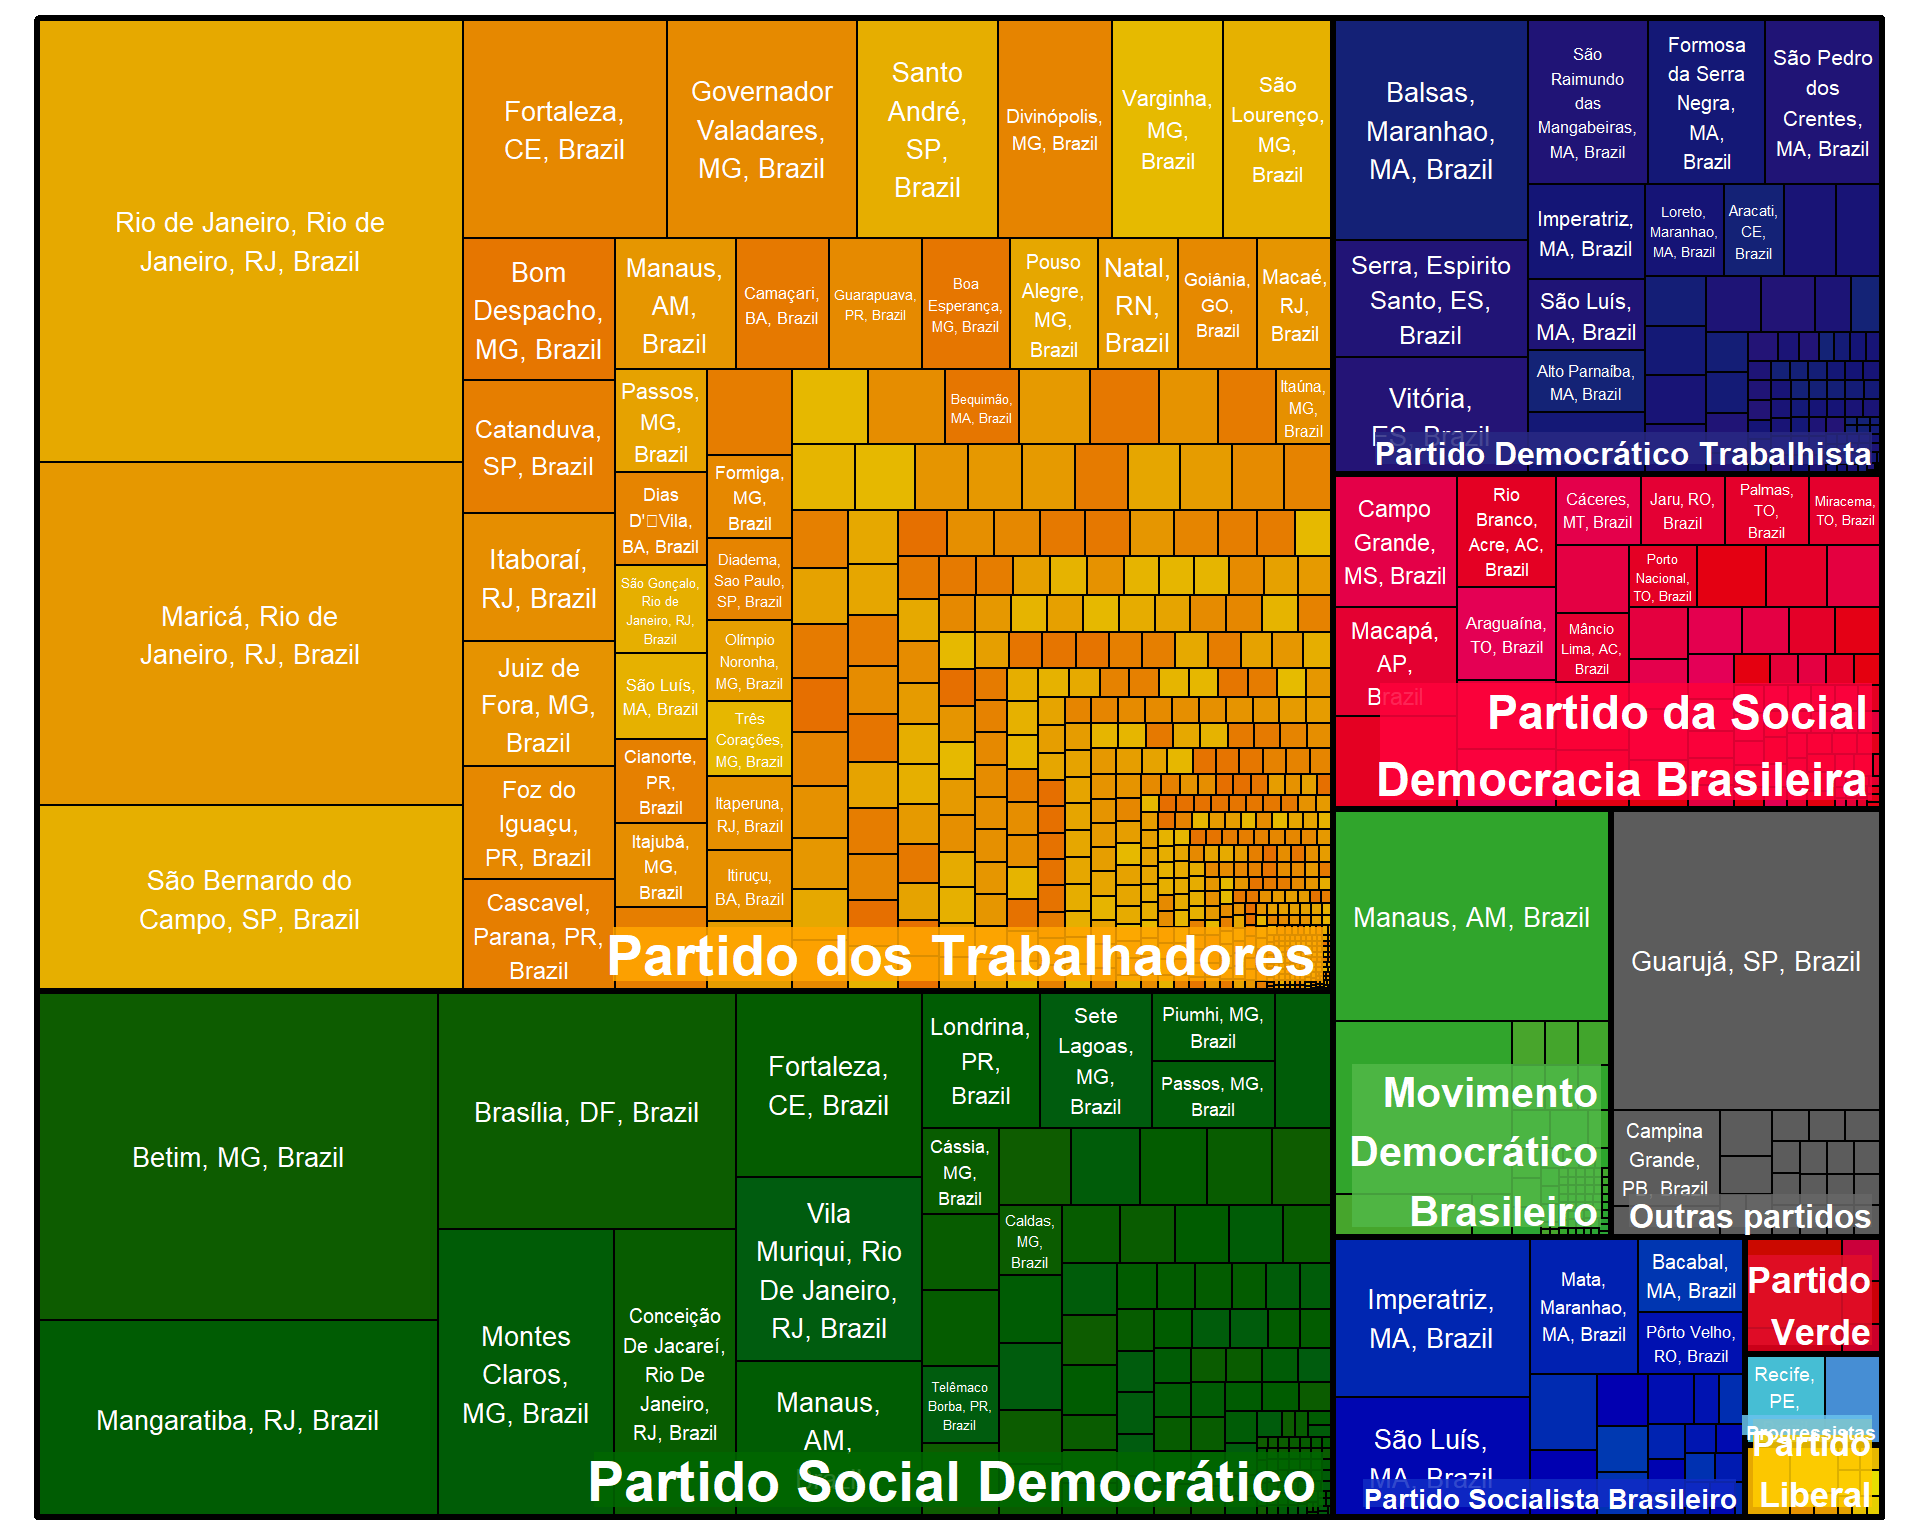 Rio de Janeiro, Rio de
Janeiro, RJ, Brazil
Maricá, Rio de
Janeiro, RJ, Brazil
São Bernardo do
Campo, SP, Brazil
Fortaleza,
CE, Brazil
Governador
Valadares,
MG, Brazil
Santo
André,
SP,
Brazil
Divinópolis,
MG, Brazil
Varginha,
MG,
Brazil
São
Lourenço,
MG,
Brazil
Bom
Despacho,
MG, Brazil
Catanduva,
SP, Brazil
Itaboraí,
RJ, Brazil
Juiz de
Fora, MG,
Brazil
Foz do
Iguaçu,
PR, Brazil
Cascavel,
Parana, PR,
Brazil
Manaus,
AM,
Brazil
Camaçari,
BA, Brazil
Guarapuava,
PR, Brazil
Boa
Esperança,
MG, Brazil
Pouso
Alegre,
MG,
Brazil
Natal,
RN,
Brazil
Goiânia,
GO,
Brazil
Macaé,
RJ,
Brazil
Passos,
MG,
Brazil
Dias
D'□Vila,
BA, Brazil
São Gonçalo,
Rio de
Janeiro, RJ,
Brazil
São Luís,
MA, Brazil
Cianorte,
PR,
Brazil
Itajubá,
MG,
Brazil
Formiga,
MG,
Brazil
Diadema,
Sao Paulo,
SP, Brazil
Olímpio
Noronha,
MG, Brazil
Três
Corações,
MG, Brazil
Itaperuna,
RJ, Brazil
Itiruçu,
BA, Brazil
Bequimão,
MA, Brazil
Itaúna,
MG,
Brazil
Partido dos Trabalhadores
Betim, MG, Brazil
Mangaratiba, RJ, Brazil
Brasília, DF, Brazil
Montes
Claros,
MG, Brazil
Conceição
De Jacareí,
Rio De
Janeiro,
RJ, Brazil
Fortaleza,
CE, Brazil
Vila
Muriqui, Rio
De Janeiro,
RJ, Brazil
Manaus,
AM,
Londrina,
PR,
Brazil
Sete
Lagoas,
MG,
Brazil
Piumhi, MG,
Brazil
Passos, MG,
Brazil
Cássia,
MG,
Brazil
Caldas,
MG,
Brazil
Telêmaco
Borba, PR,
Brazil
Partido Social Democrático
Balsas,
Maranhao,
MA, Brazil
Serra, Espirito
Santo, ES,
Brazil
Vitória,
ES, Brazil
São
Raimundo
das
Mangabeiras,
MA, Brazil
Formosa
da Serra
Negra,
MA,
Brazil
São Pedro
dos
Crentes,
MA, Brazil
Imperatriz,
MA, Brazil
São Luís,
MA, Brazil
Alto Parnaíba,
MA, Brazil
Loreto,
Maranhao,
MA, Brazil
Aracati,
CE,
Brazil
Partido Democrático Trabalhista
Campo
Grande,
MS, Brazil
Macapá,
AP,
Brazil
Rio
Branco,
Acre, AC,
Brazil
Araguaína,
TO, Brazil
Cáceres,
MT, Brazil
Jaru, RO,
Brazil
Palmas,
TO,
Brazil
Miracema,
TO, Brazil
Porto
Nacional,
TO, Brazil
Mâncio
Lima, AC,
Brazil
Partido da Social
Democracia Brasileira
Manaus, AM, Brazil
Movimento
Democrático
Brasileiro
Guarujá, SP, Brazil
Campina
Grande,
PB, Brazil
Outras partidos
Imperatriz,
MA, Brazil
São Luís,
MA, Brazil
Mata,
Maranhao,
MA, Brazil
Bacabal,
MA, Brazil
Pôrto Velho,
RO, Brazil
Partido Socialista Brasileiro
Partido
Verde
Recife,
PE,
Progressistas
Partido
Liberal